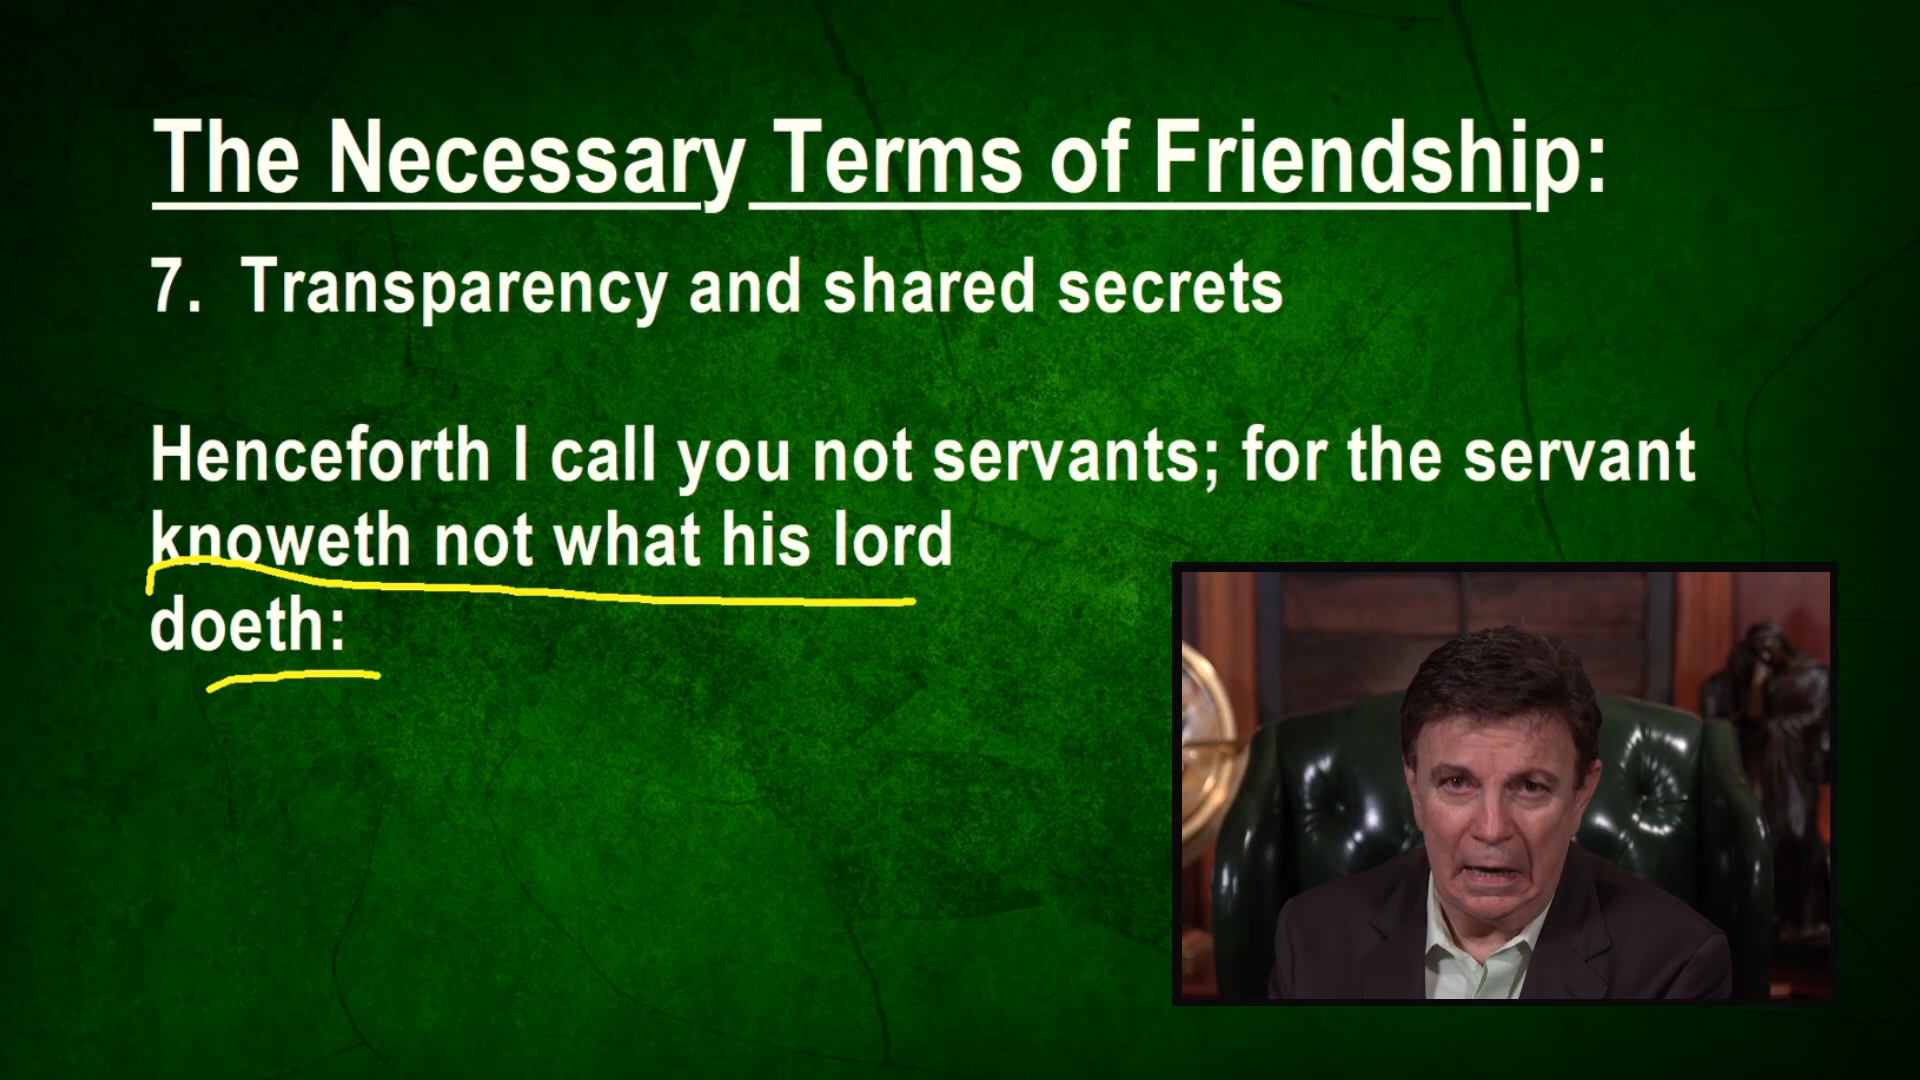 The Necessary Terms of Friendship:
7. Transparency and shared secrets
Henceforth I call you not servants; for the servant
knoweth not what his lord
doeth: